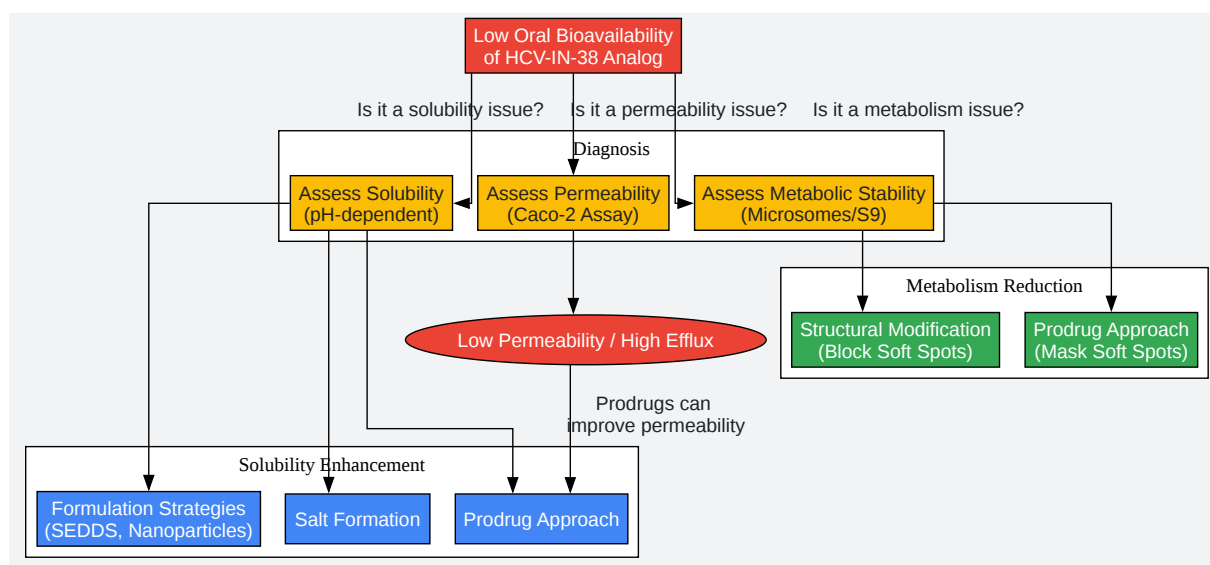 Low Oral Bioavailability
of HCV-IN-38 Analog
Is it a solubility issue?
Is it a permeability issue?
Is it a metabolism issue?
Diagnosis
Assess Solubility
(pH-dependent)
Assess Permeability
(Caco-2 Assay)
Assess Metabolic Stability
(Microsomes/S9)
Metabolism Reduction
Structural Modification
(Block Soft Spots)
Prodrug Approach
(Mask Soft Spots)
Low Permeability / High Efflux
Prodrugs can
improve permeability
Solubility Enhancement
Formulation Strategies
(SEDDS, Nanoparticles)
Salt Formation
Prodrug Approach